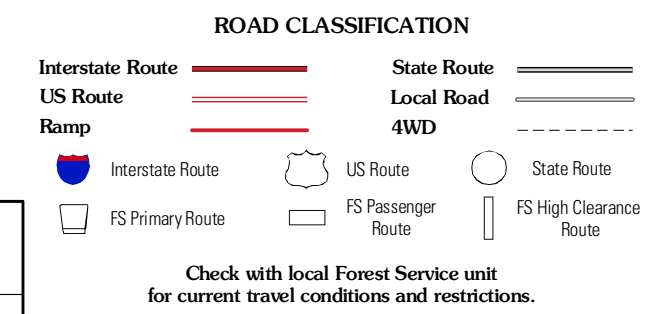 ROAD CLASSIFICATION
Interstate Route
State Route
US Route
Local Road
Ramp
4WD
Interstate Route
US Route
State Route
FS Primary Route
FS Passenger
Route
FS High Clearance
Route
Check with local Forest Service unit
for current travel conditions and restrictions.